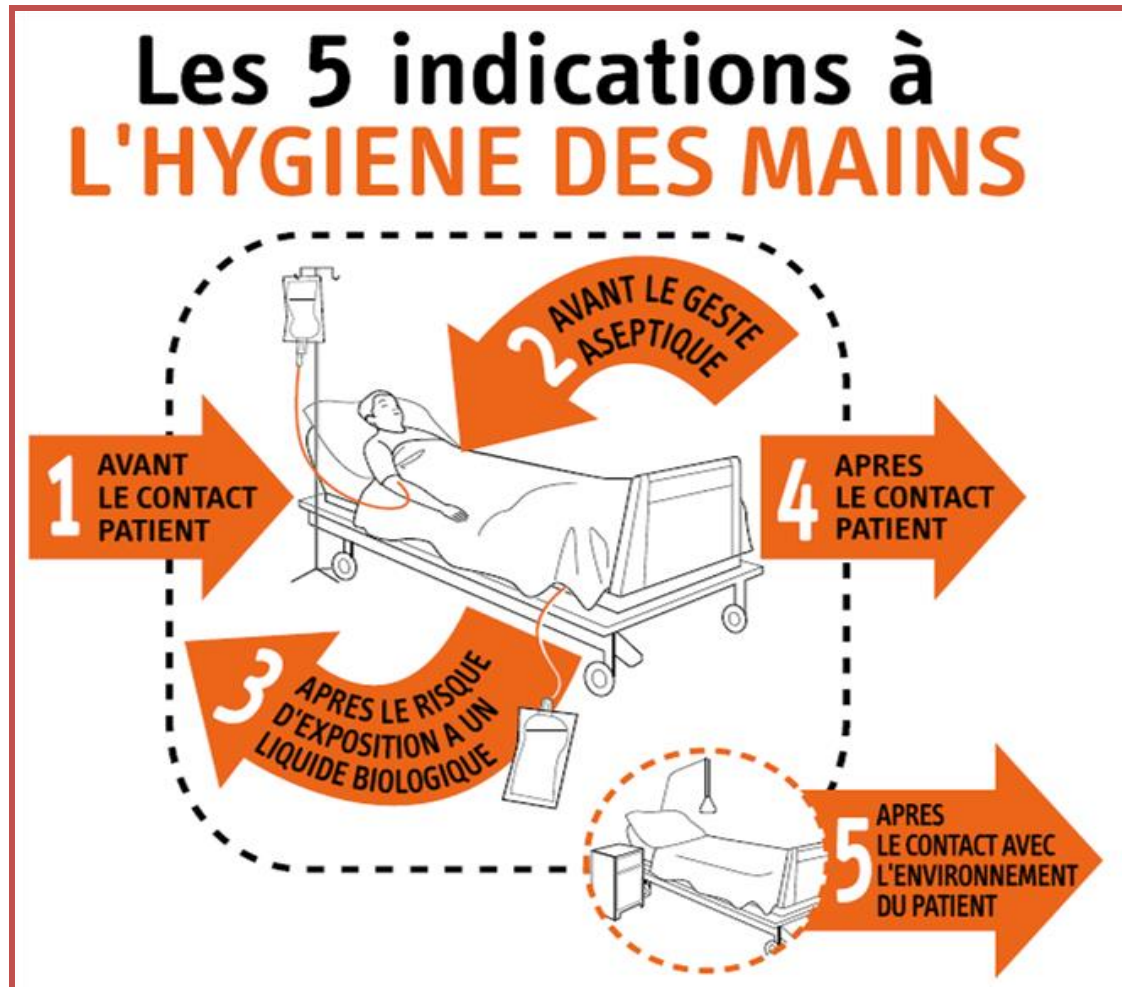 Les 5 indications à
L'HYGIENE DES MAINS
1 AVANT
LE CONTACT
PATIENT
2 AVANT LE GESTE
ASEPTIQUE
3 APRES LE RISQUE
D'EXPOSITION A UN
LIQUIDE BIOLOGIQUE
4 APRES
LE CONTACT
PATIENT
5 APRES
LE CONTACT AVEC
L'ENVIRONNEMENT
DU PATIENT